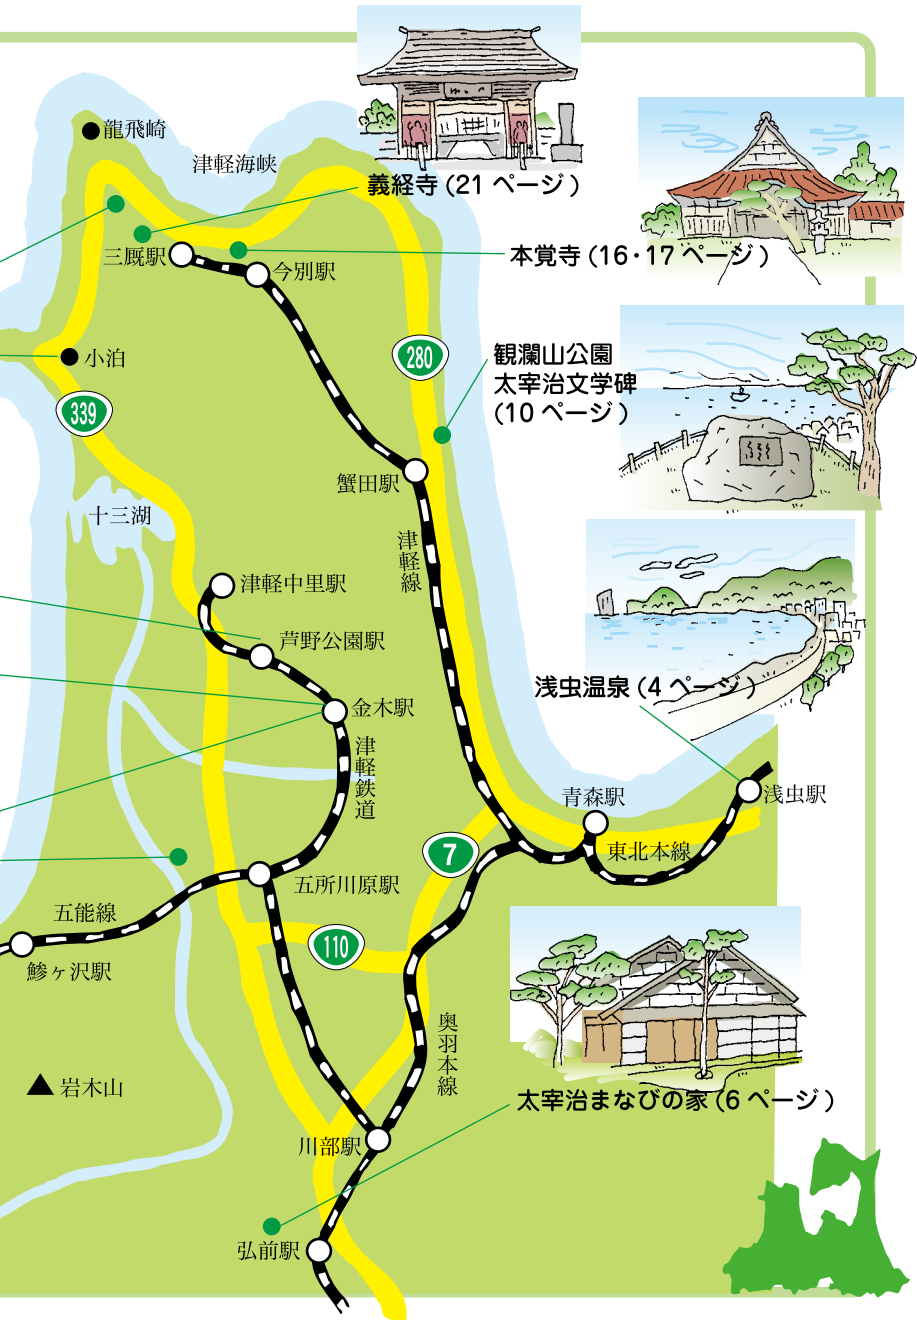 龍飛崎
津軽海峡
義経寺（21 ページ）
本覚寺（16・17 ページ）
三厩駅
今別駅
小泊
280
観瀾山公園
太宰治文学碑
（10 ページ）
339
蟹田駅
十三湖
津軽線
津軽中里駅
芦野公園駅
浅虫温泉（4 ページ）
金木駅
津軽鉄道
青森駅
浅虫駅
7
東北本線
五所川原駅
五能線
110
鰺ヶ沢駅
奥羽本線
岩木山
太宰治まなびの家（6 ページ）
川部駅
弘前駅